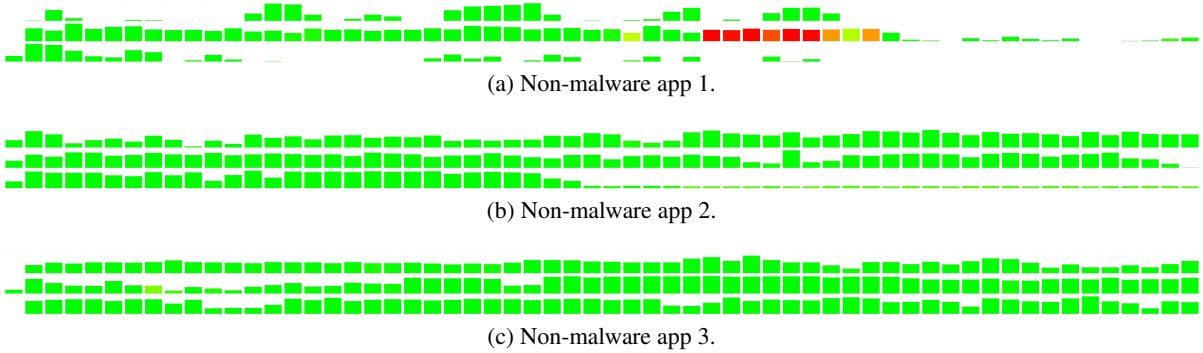 (a) Non-malware app 1.
(b) Non-malware app 2.
(c) Non-malware app 3.